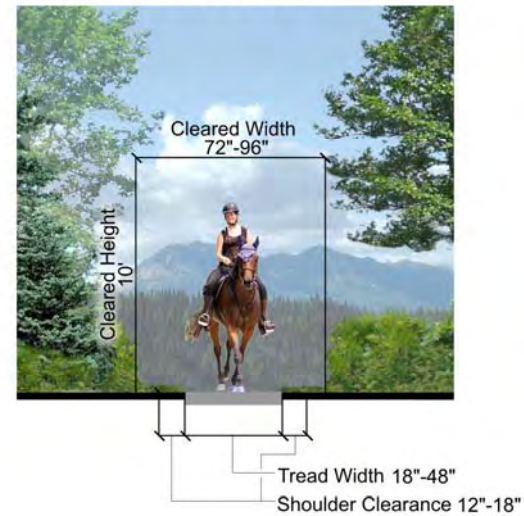 Cleared Width
72"-96"
Cleared Height
10'
Tread Width 18"-48"
Shoulder Clearance 12"-18"